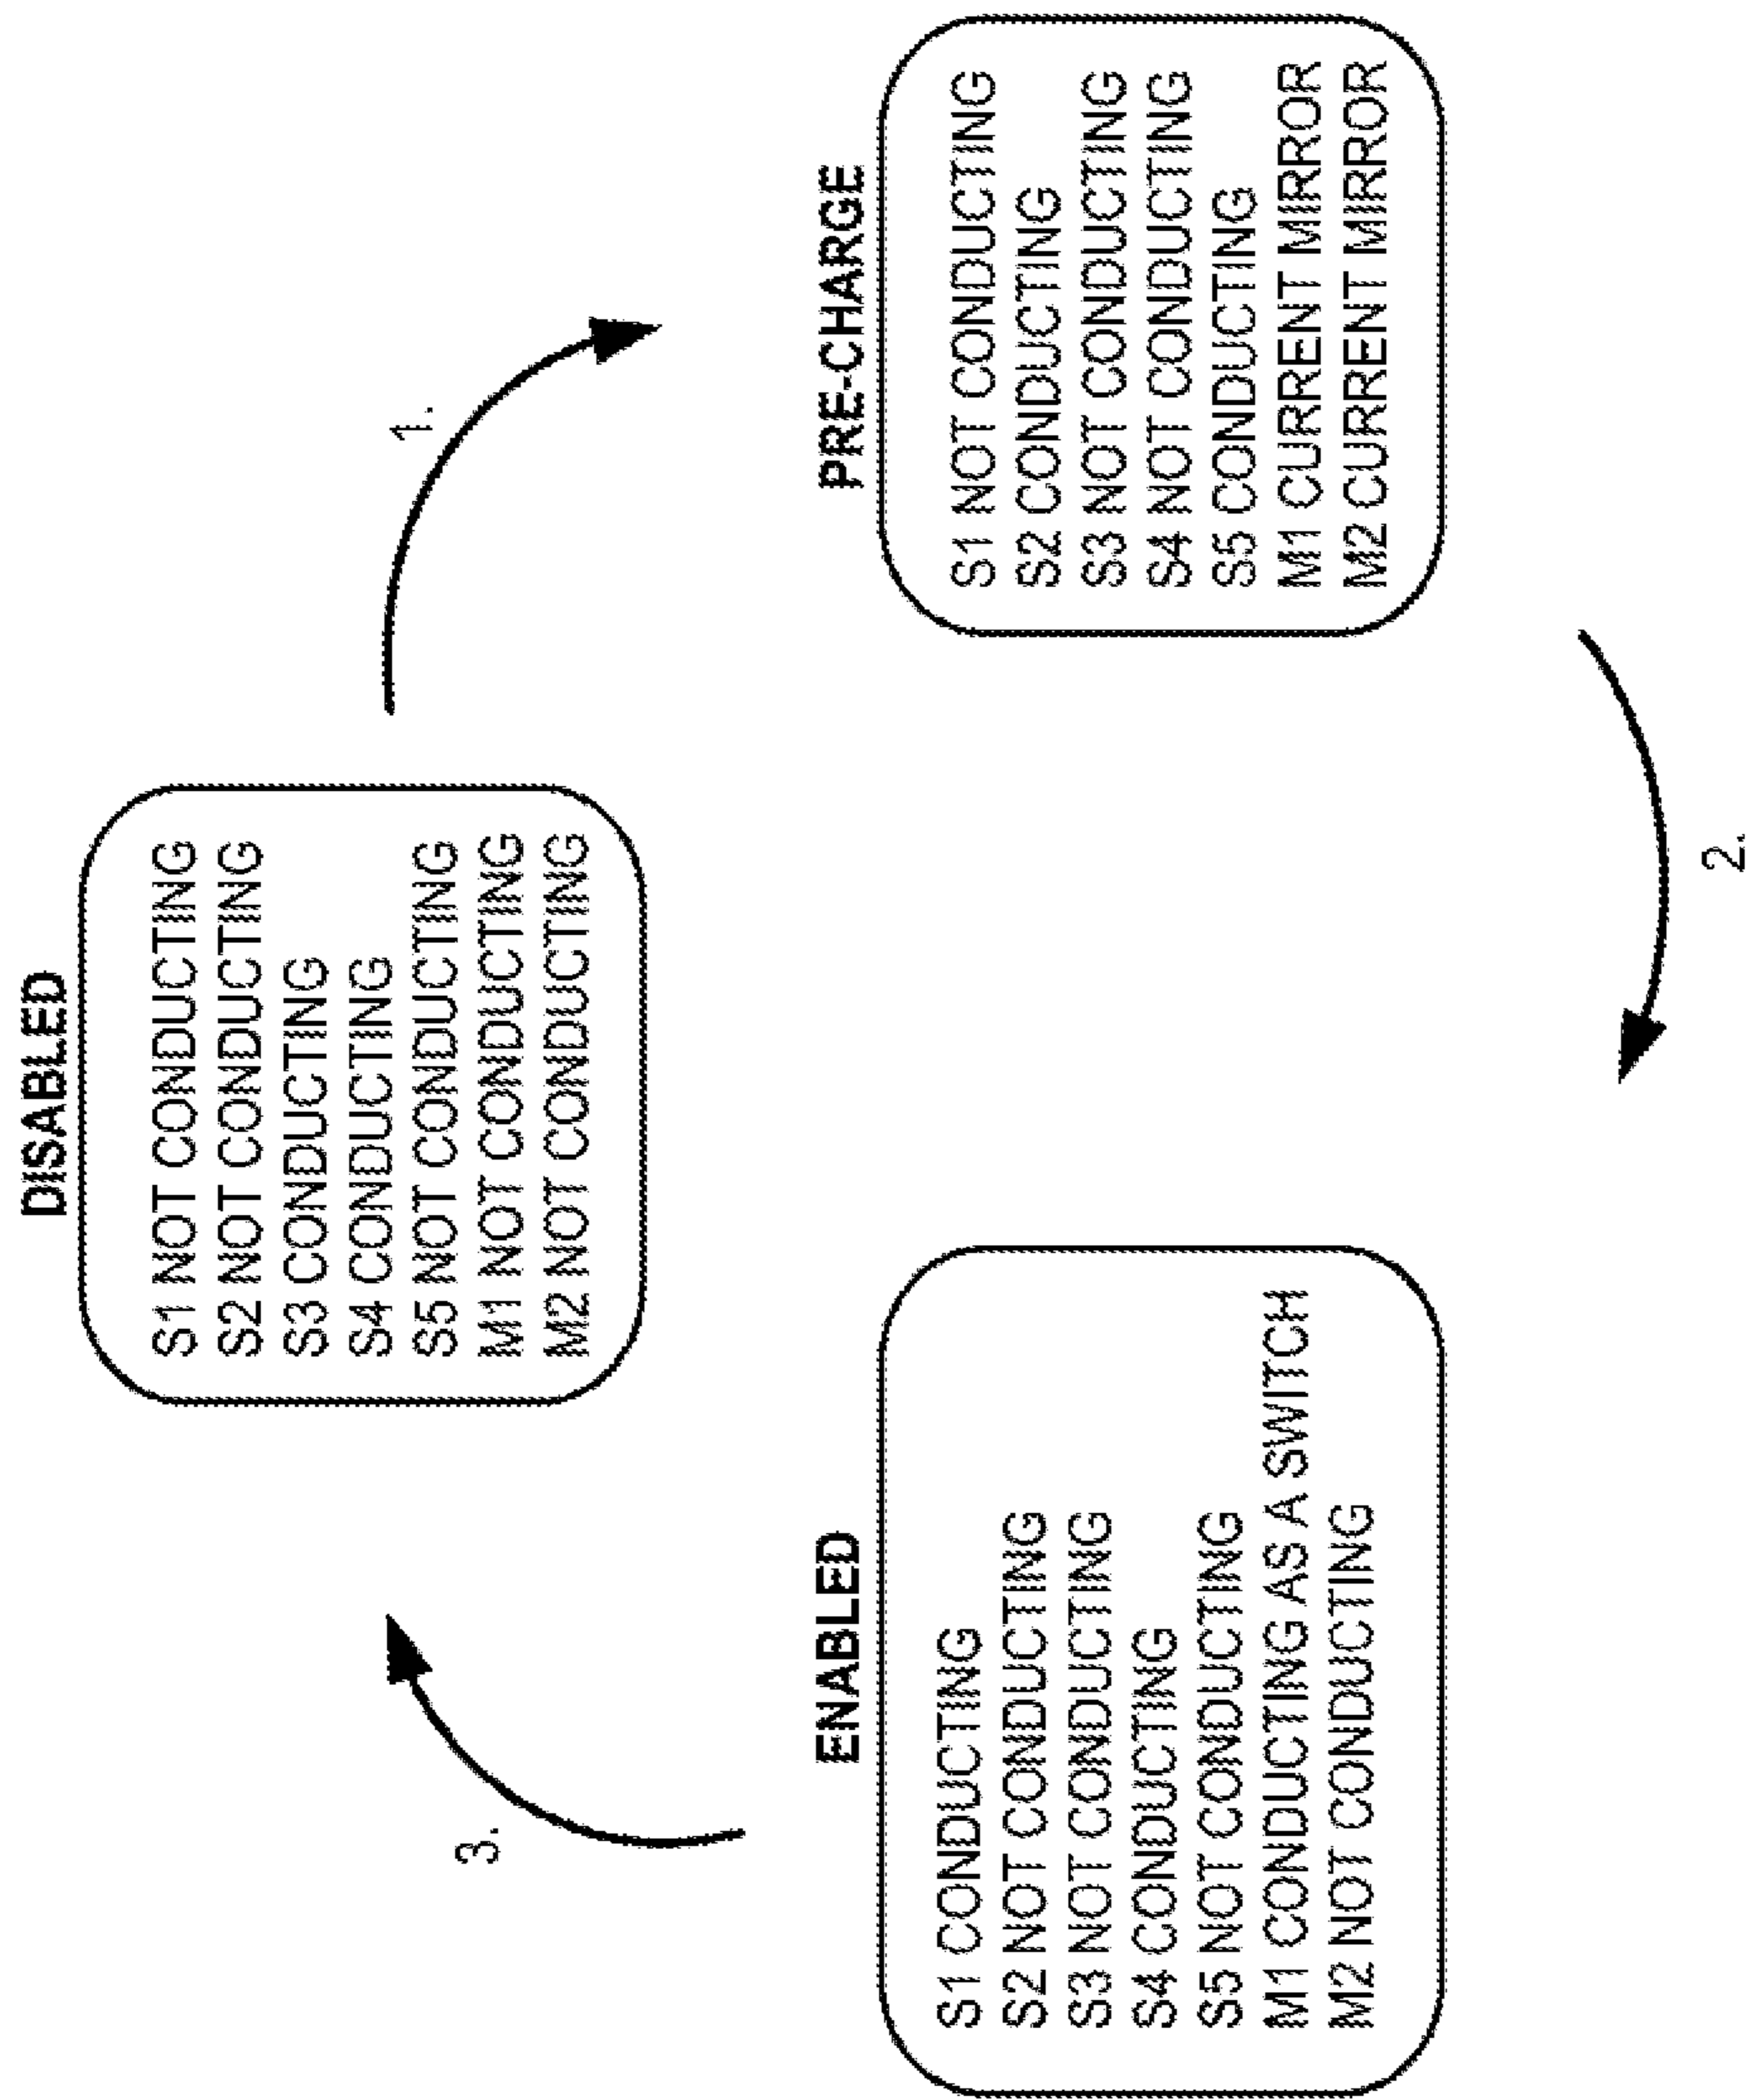 DISABLED
S1 NOT CONDUCTING
S2 NOT CONDUCTING
S3 CONDUCTING
S4 CONDUCTING
S5 NOT CONDUCTING
M1 NOT CONDUCTING
M2 NOT CONDUCTING
1.
PRE-CHARGE
S1 NOT CONDUCTING
S2 CONDUCTING
S3 NOT CONDUCTING
S4 NOT CONDUCTING
S5 CONDUCTING
M1 CURRENT MIRROR
M2 CURRENT MIRROR
2.
ENABLED
S1 CONDUCTING
S2 NOT CONDUCTING
S3 NOT CONDUCTING
S4 CONDUCTING
S5 NOT CONDUCTING
M1 CONDUCTING AS A SWITCH
M2 NOT CONDUCTING
3.